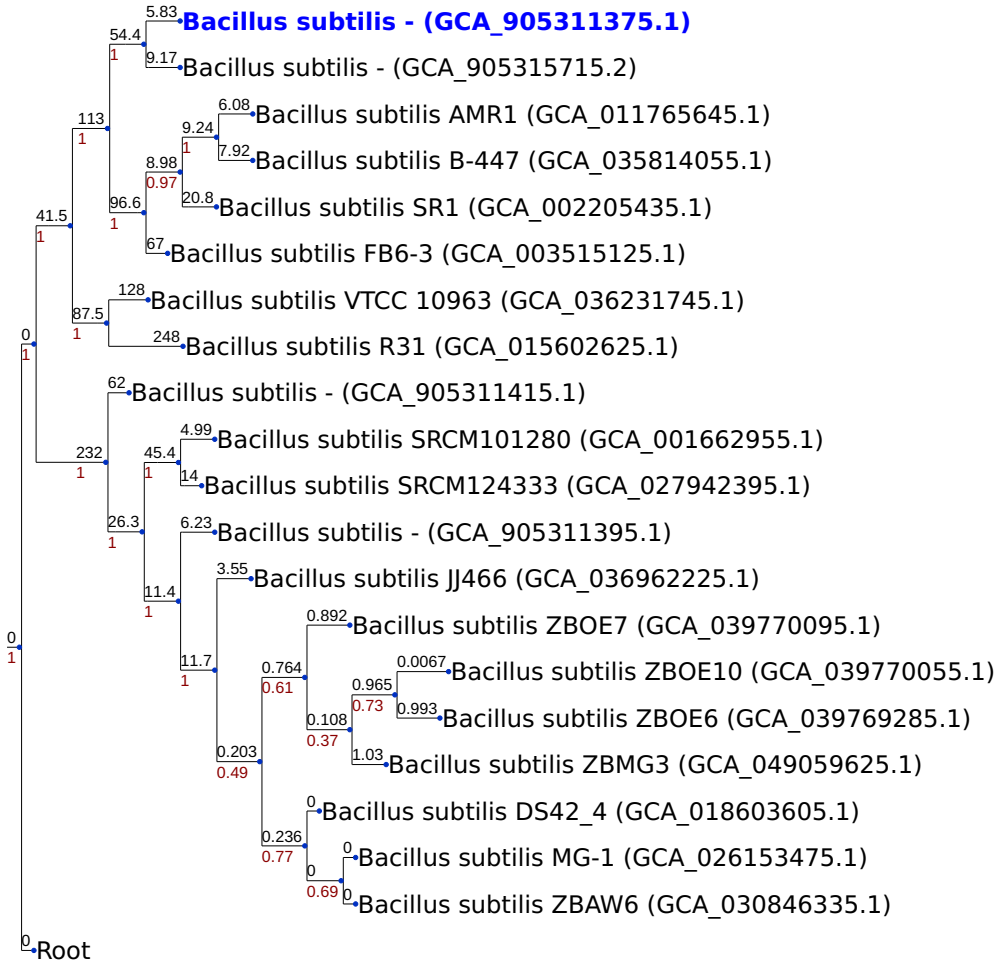 5.83
Bacillus subtilis - (GCA_905311375.1)
54.4
1
9.17
Bacillus subtilis - (GCA_905315715.2)
6.08
Bacillus subtilis AMR1 (GCA_011765645.1)
113
1
9.24
1
7.92
Bacillus subtilis B-447 (GCA_035814055.1)
8.98
0.97
20.8
Bacillus subtilis SR1 (GCA_002205435.1)
96.6
1
41.5
1
67
Bacillus subtilis FB6-3 (GCA_003515125.1)
128
Bacillus subtilis VTCC 10963 (GCA_036231745.1)
87.5
1
0
1
248
Bacillus subtilis R31 (GCA_015602625.1)
62
Bacillus subtilis - (GCA_905311415.1)
4.99
Bacillus subtilis SRCM101280 (GCA_001662955.1)
232
1
45.4
1
14
Bacillus subtilis SRCM124333 (GCA_027942395.1)
26.3
1
6.23
Bacillus subtilis - (GCA_905311395.1)
3.55
Bacillus subtilis JJ466 (GCA_036962225.1)
11.4
1
0.892
Bacillus subtilis ZBOE7 (GCA_039770095.1)
0
1
11.7
1
0.764
0.61
0.0067
Bacillus subtilis ZBOE10 (GCA_039770055.1)
0.965
0.73
0.993
Bacillus subtilis ZBOE6 (GCA_039769285.1)
0.108
0.37
0.203
0.49
1.03
Bacillus subtilis ZBMG3 (GCA_049059625.1)
0
Bacillus subtilis DS42_4 (GCA_018603605.1)
0.236
0.77
0
Bacillus subtilis MG-1 (GCA_026153475.1)
0
0.69
0
Bacillus subtilis ZBAW6 (GCA_030846335.1)
0
Root